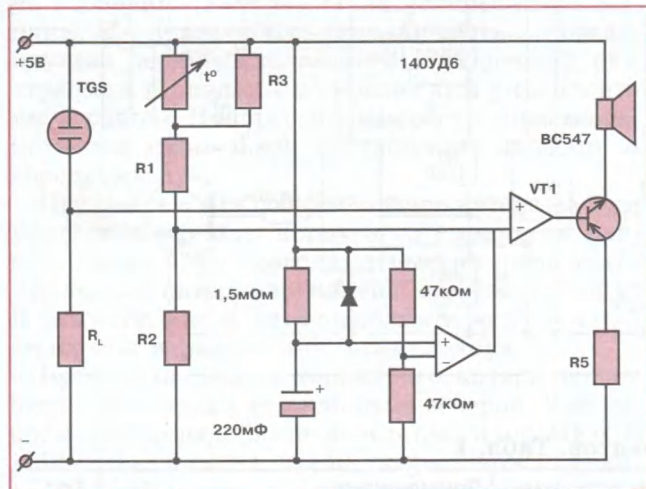 +5В
TGS
t°
R3
140УД6
BC547
R1
VT1
+
−
1,5мОм
47кОм
+
−
RL
R2
+
R5
220мФ
47кОм
−